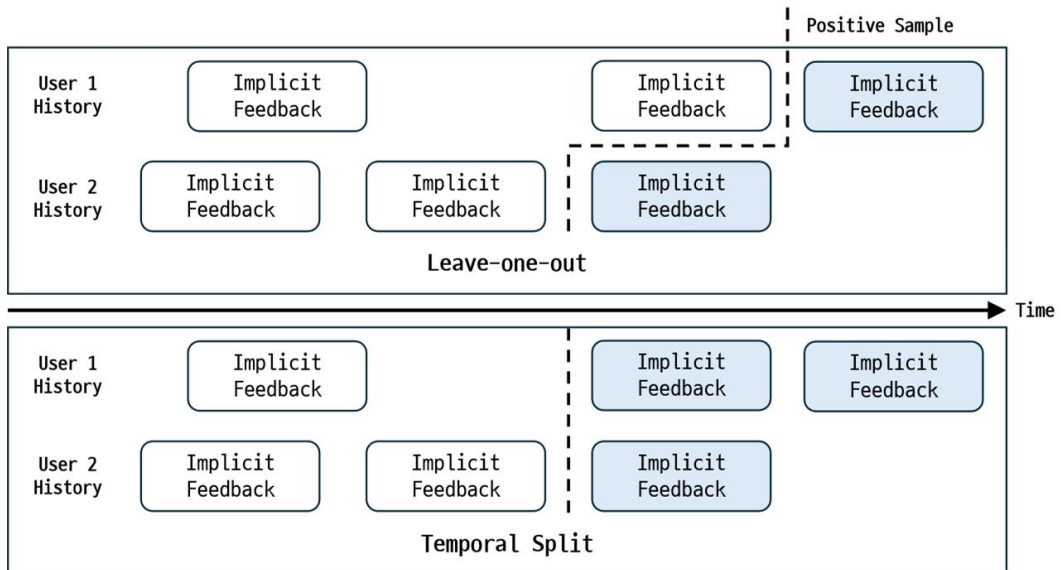 Positive Sample
User 1
History
Implicit
Feedback
Implicit
Feedback
Implicit
Feedback
User 2
History
Implicit
Feedback
Implicit
Feedback
Implicit
Feedback
Leave-one-out
Time
User 1
History
Implicit
Feedback
Implicit
Feedback
Implicit
Feedback
User 2
History
Implicit
Feedback
Implicit
Feedback
Implicit
Feedback
Temporal Split